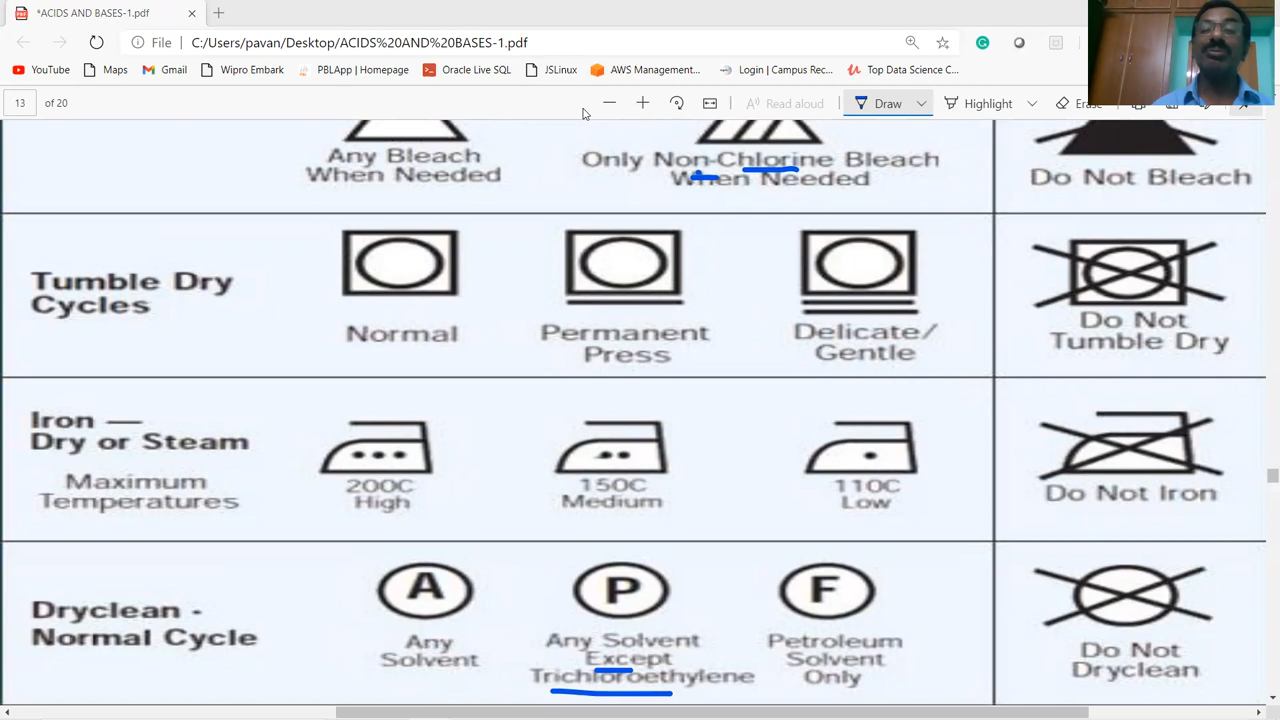 *ACIDS AND BASES-1.pdf
File C:/Users/pavan/Desktop/ACIDS%20AND%20BASES-1.pdf
YouTube Maps Gmail Wipro Embark PBLApp | Homepage Oracle Live SQL JSLinux AWS Management... Login | Campus Rec... Top Data Science C...
13 of 20 Read aloud Draw Highlight Erase
Any Bleach
When Needed
Only Non-Chlorine Bleach
When Needed
Do Not Bleach
Tumble Dry
Cycles
Normal
Permanent
Press
Delicate/
Gentle
Do Not
Tumble Dry
Iron —
Dry or Steam
Maximum
Temperatures
200C
High
150C
Medium
110C
Low
Do Not Iron
Dryclean -
Normal Cycle
A
Any
Solvent
P
Any Solvent
Except
Trichloroethylene
F
Petroleum
Solvent
Only
Do Not
Dryclean